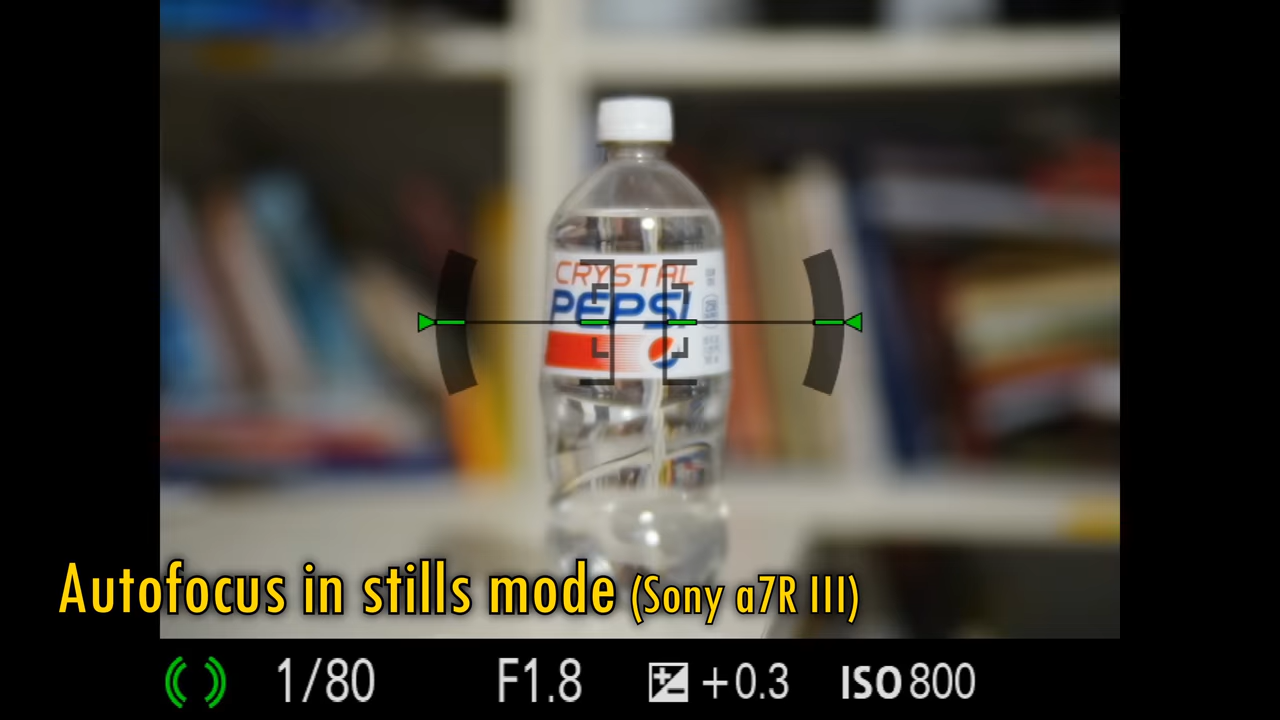 CRYSTAL
PEPSI
Autofocus in stills mode (Sony a7R III)
1/80 F1.8 +0.3 ISO 800